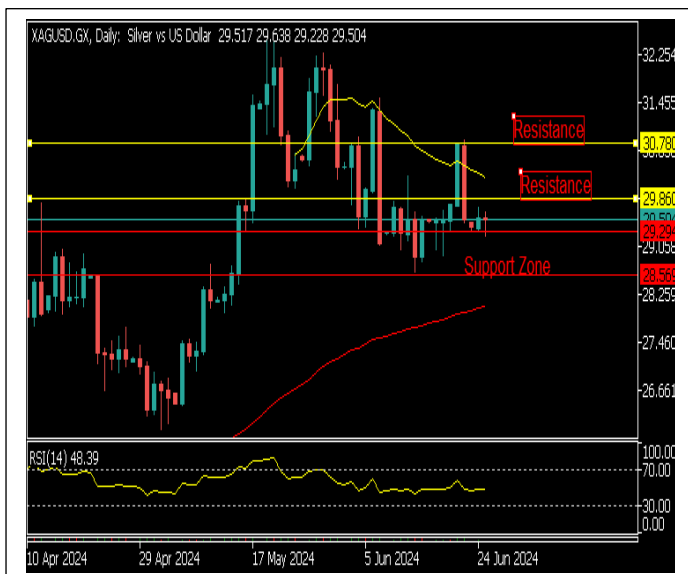 XAGUSD.GX, Daily: Silver vs US Dollar 29.517 29.638 29.228 29.504
32.254
31.455
Resistance
30.780
Resistance
29.860
29.504
29.294
29.058
Support Zone
28.569
28.259
27.460
26.661
RSI(14) 48.39
100.00
70.00
30.00
0.00
10 Apr 2024 29 Apr 2024 17 May 2024 5 Jun 2024 24 Jun 2024